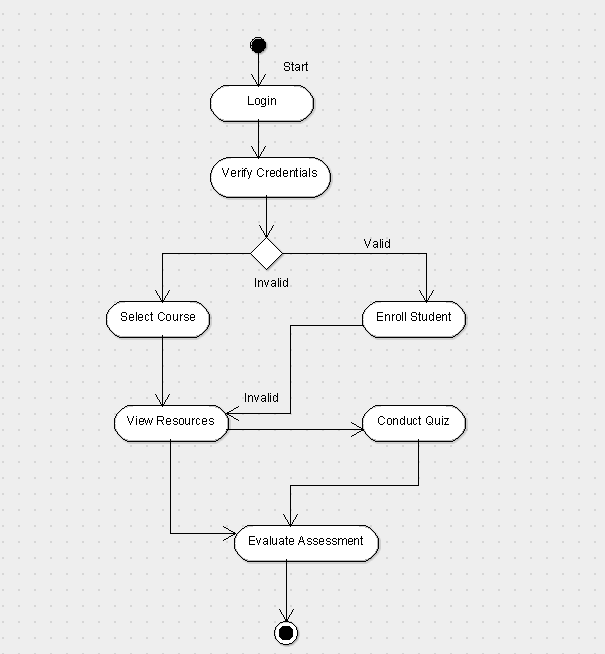 Start
Login
Verify Credentials
Valid
Invalid
Select Course
Enroll Student
Invalid
View Resources
Conduct Quiz
Evaluate Assessment